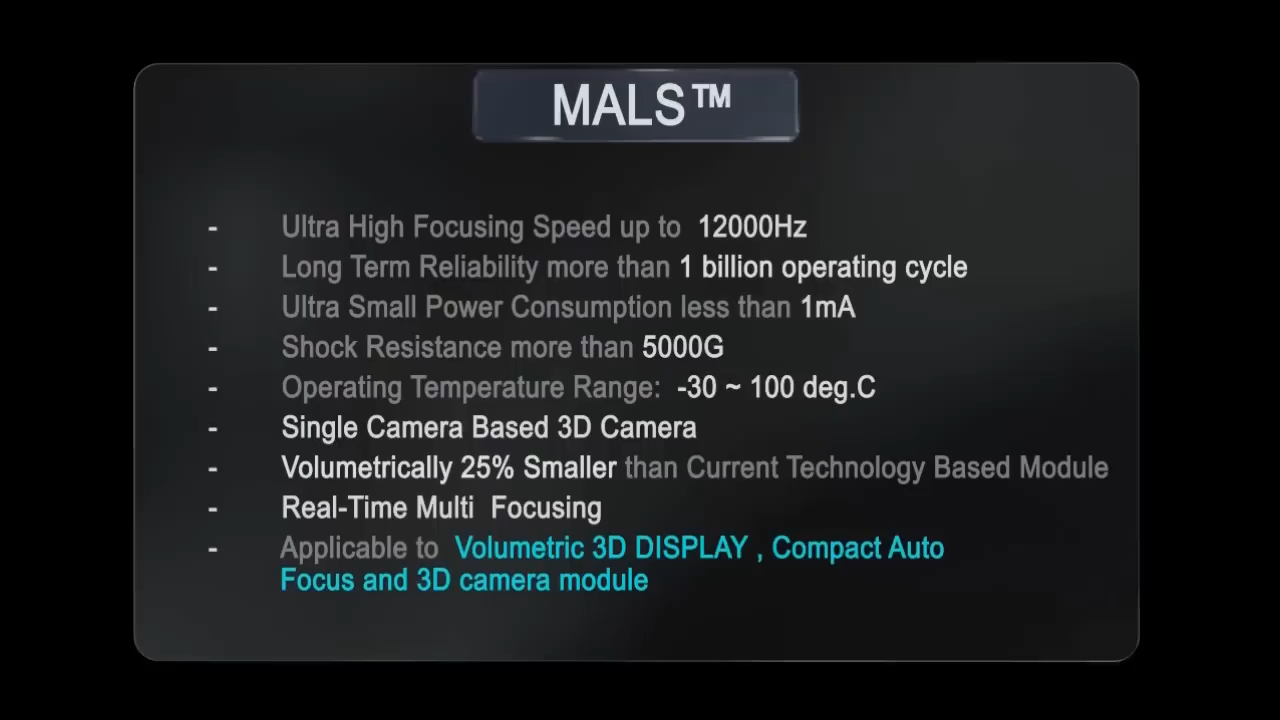 MALS™
- Ultra High Focusing Speed up to 12000Hz
- Long Term Reliability more than 1 billion operating cycle
- Ultra Small Power Consumption less than 1mA
- Shock Resistance more than 5000G
- Operating Temperature Range: -30 ~ 100 deg.C
- Single Camera Based 3D Camera
- Volumetrically 25% Smaller than Current Technology Based Module
- Real-Time Multi Focusing
- Applicable to Volumetric 3D DISPLAY , Compact Auto
Focus and 3D camera module